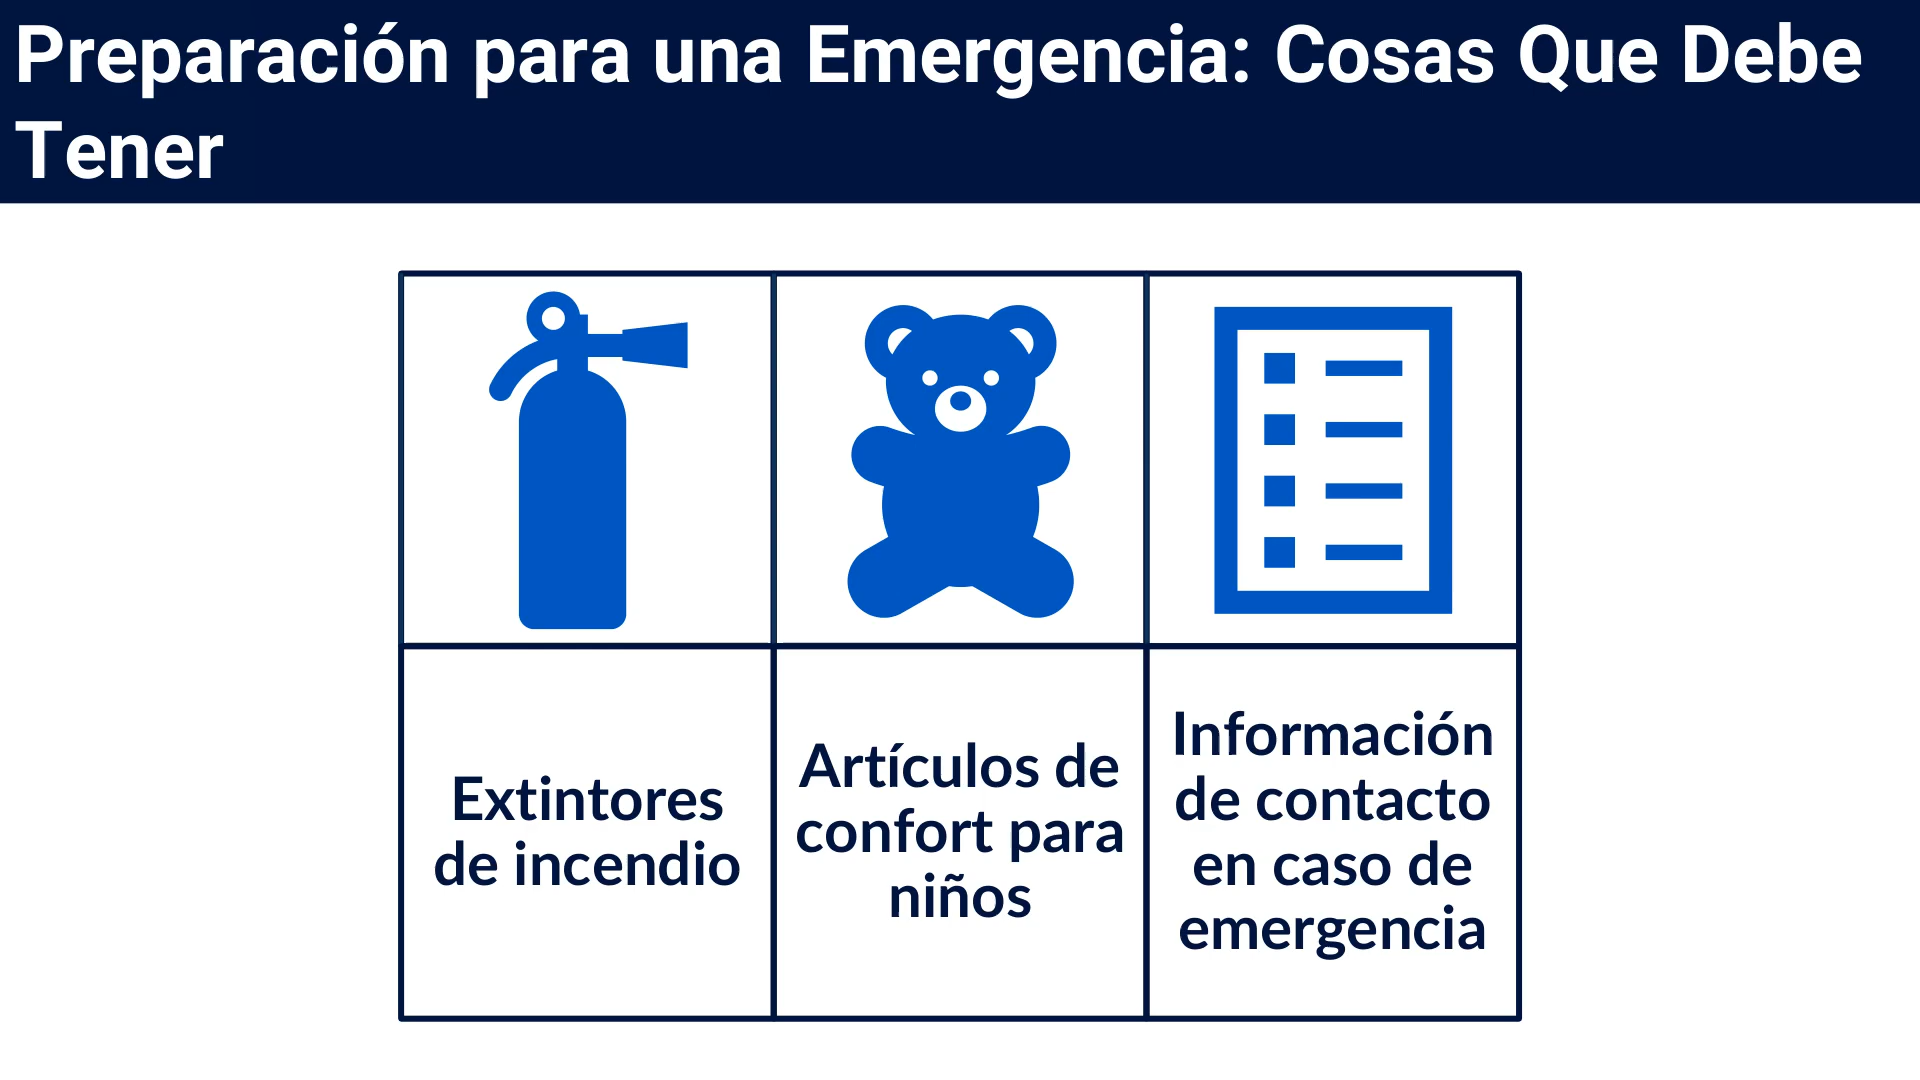 Preparación para una Emergencia: Cosas Que Debe
Tener
Extintores
de incendio
Artículos de
confort para
niños
Información
de contacto
en caso de
emergencia